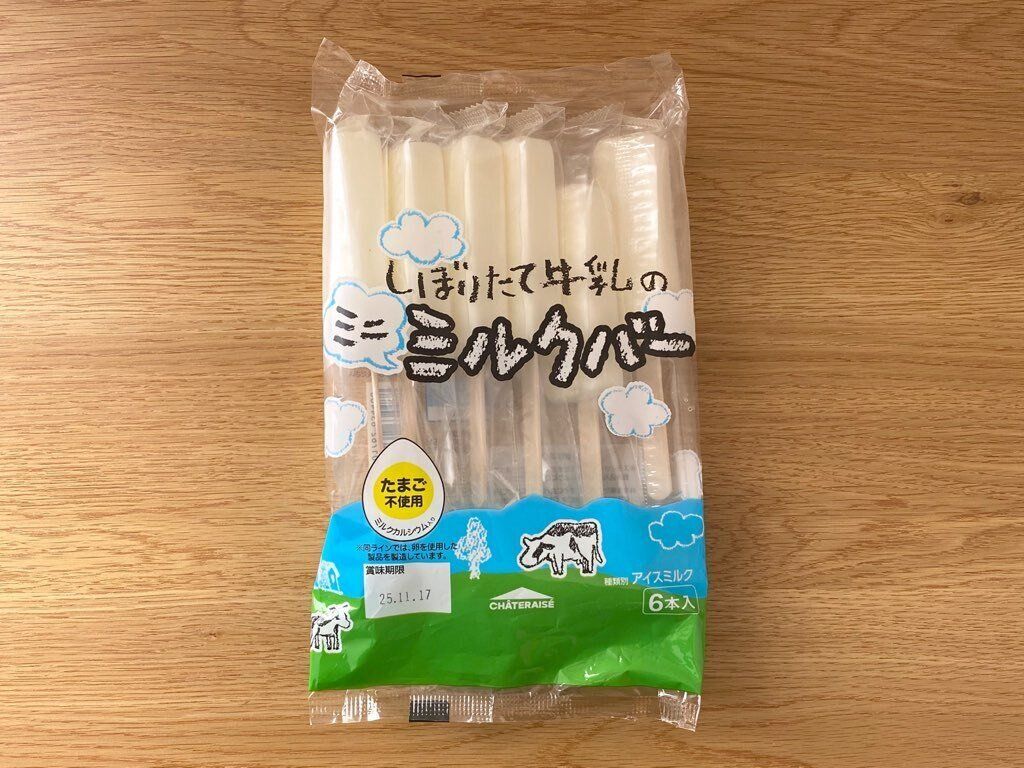 しぼりたて牛乳の
ミニ
ミルクバー
たまご
不使用
ミルクカルシウム入り
※同ラインでは、卵を使用した
製品を製造しています。
賞味期限
25.11.17
CHÂTERAISÉ
種類別 アイスミルク
6本入